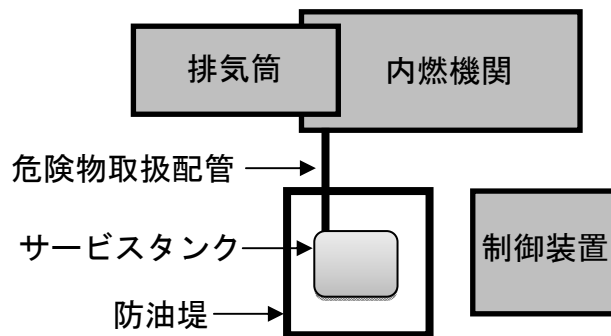 排気筒
内燃機関
危険物取扱配管
サービスタンク
制御装置
防油堤